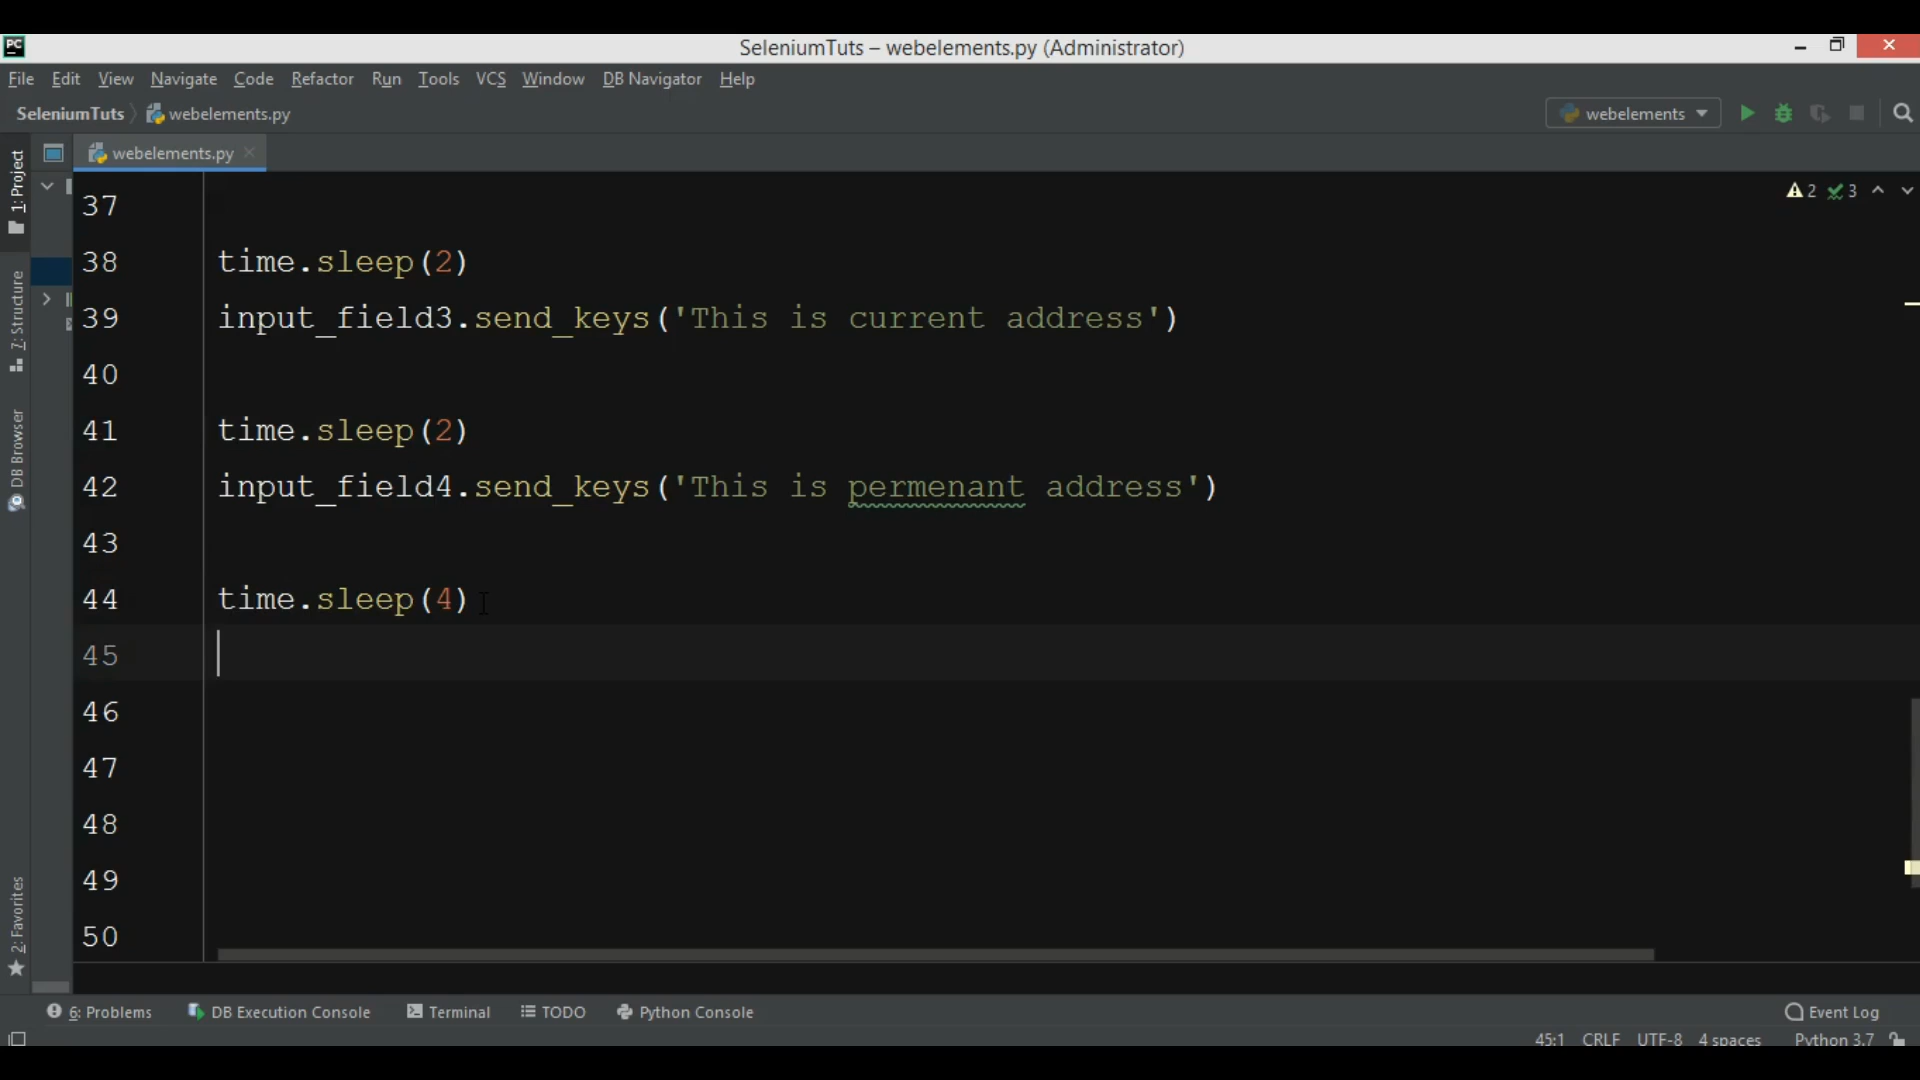 PC
SeleniumTuts – webelements.py (Administrator)
File Edit View Navigate Code Refactor Run Tools VCS Window DB Navigator Help
SeleniumTuts webelements.py
webelements
webelements.py
1: Project
7: Structure
DB Browser
2: Favorites
2 3
37
38 time.sleep(2)
39 input_field3.send_keys('This is current address')
40
41 time.sleep(2)
42 input_field4.send_keys('This is permenant address')
43
44 time.sleep(4)
45
46
47
48
49
50
6: Problems DB Execution Console Terminal TODO Python Console Event Log
45:1 CRLF UTF-8 4 spaces Python 3.7